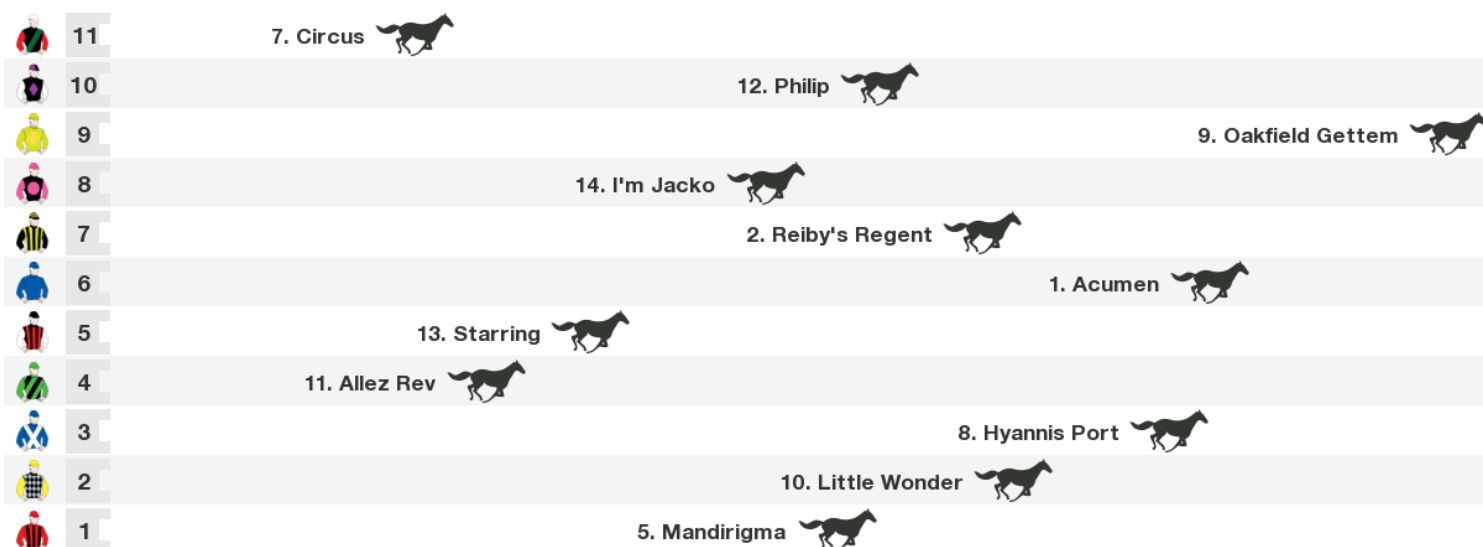 11 7. Circus
10 12. Philip
9 9. Oakfield Gettem
8 14. I'm Jacko
7 2. Reiby's Regent
6 1. Acumen
5 13. Starring
4 11. Allez Rev
3 8. Hyannis Port
2 10. Little Wonder
1 5. Mandirigma